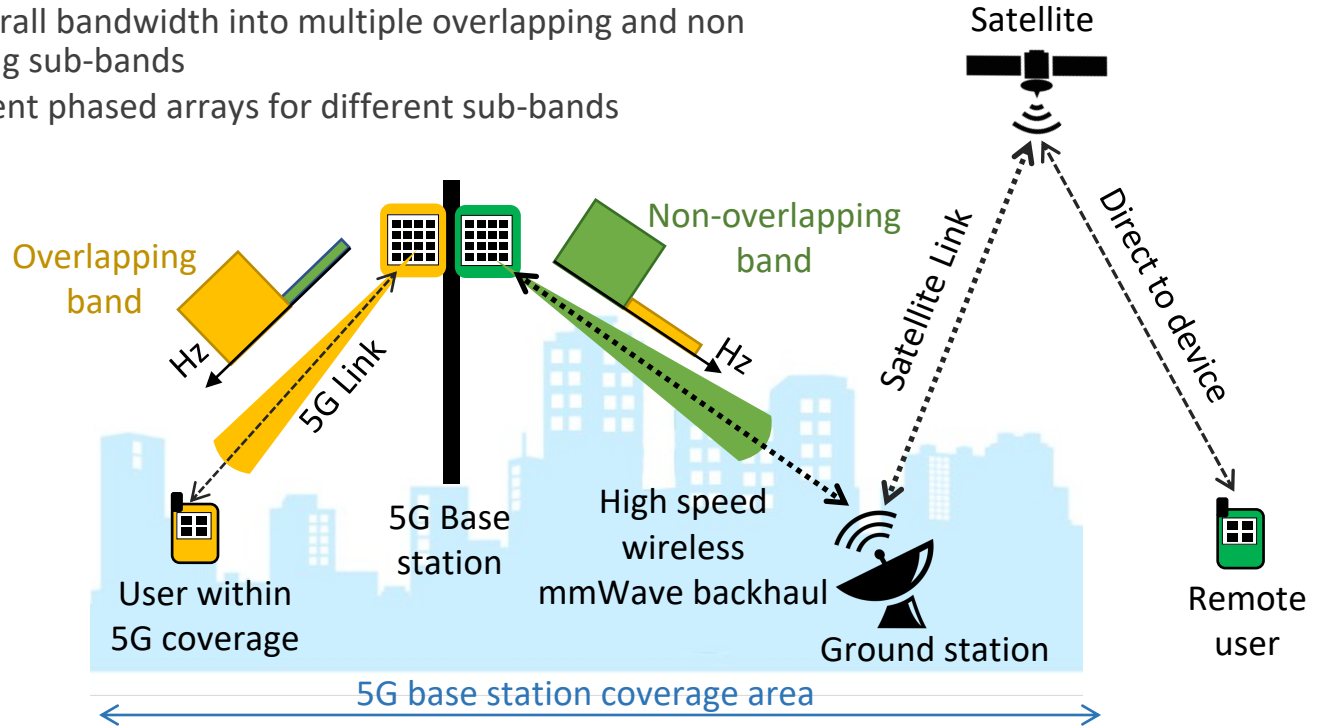 rall bandwidth into multiple overlapping and non
g sub-bands
ent phased arrays for different sub-bands
Satellite
Overlapping
band
Hz
5G Link
Non-overlapping
band
Hz
Satellite Link
Direct to device
5G Base
station
High speed
wireless
mmWave backhaul
User within
5G coverage
Ground station
Remote
user
5G base station coverage area